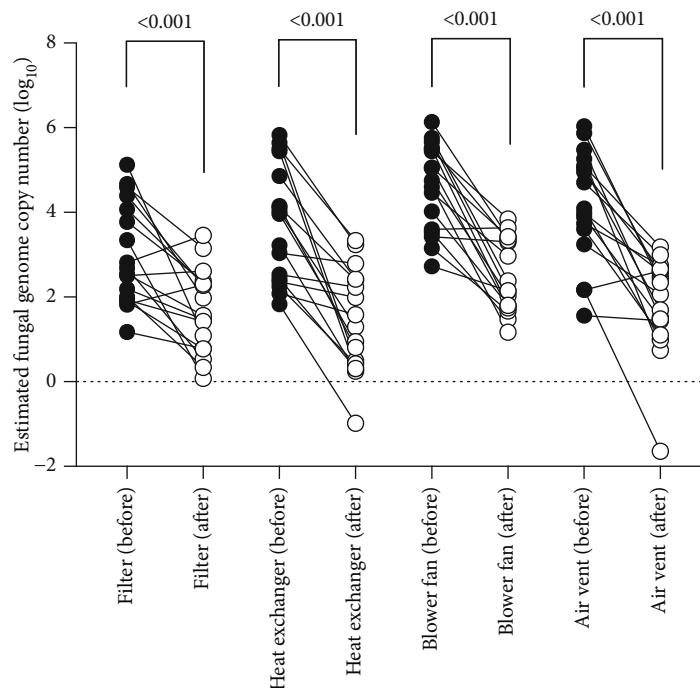 <0.001 <0.001 <0.001 <0.001
Estimated fungal genome copy number (log10)
8
6
4
2
0
−2
Filter (before)
Filter (after)
Heat exchanger (before)
Heat exchanger (after)
Blower fan (before)
Blower fan (after)
Air vent (before)
Air vent (after)